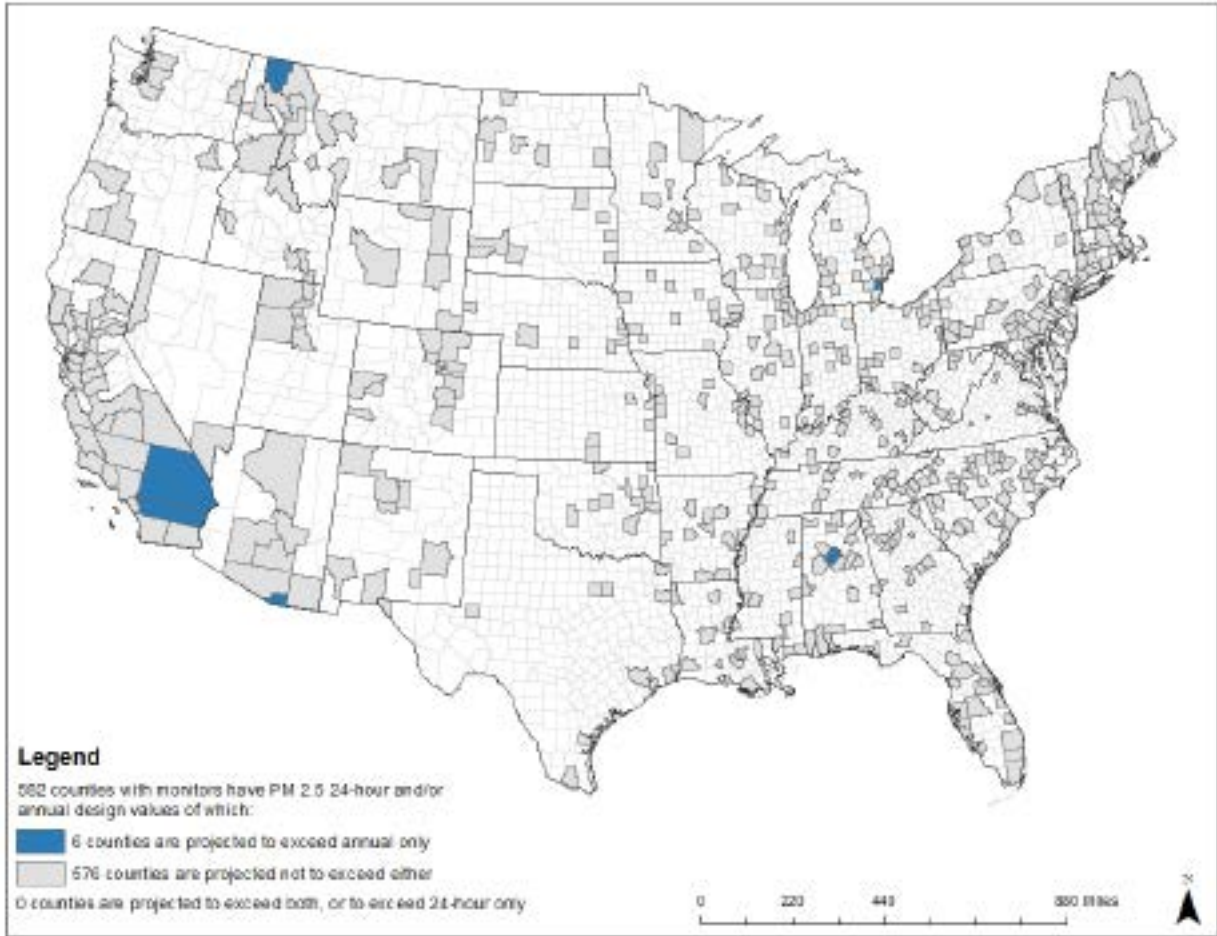 Legend
582 counties with monitors have PM 2.5 24-hour and/or
annual design values of which:
6 counties are projected to exceed annual only
576 counties are projected not to exceed either
0 counties are projected to exceed both, or to exceed 24-hour only
0 220 440 880 Miles
N